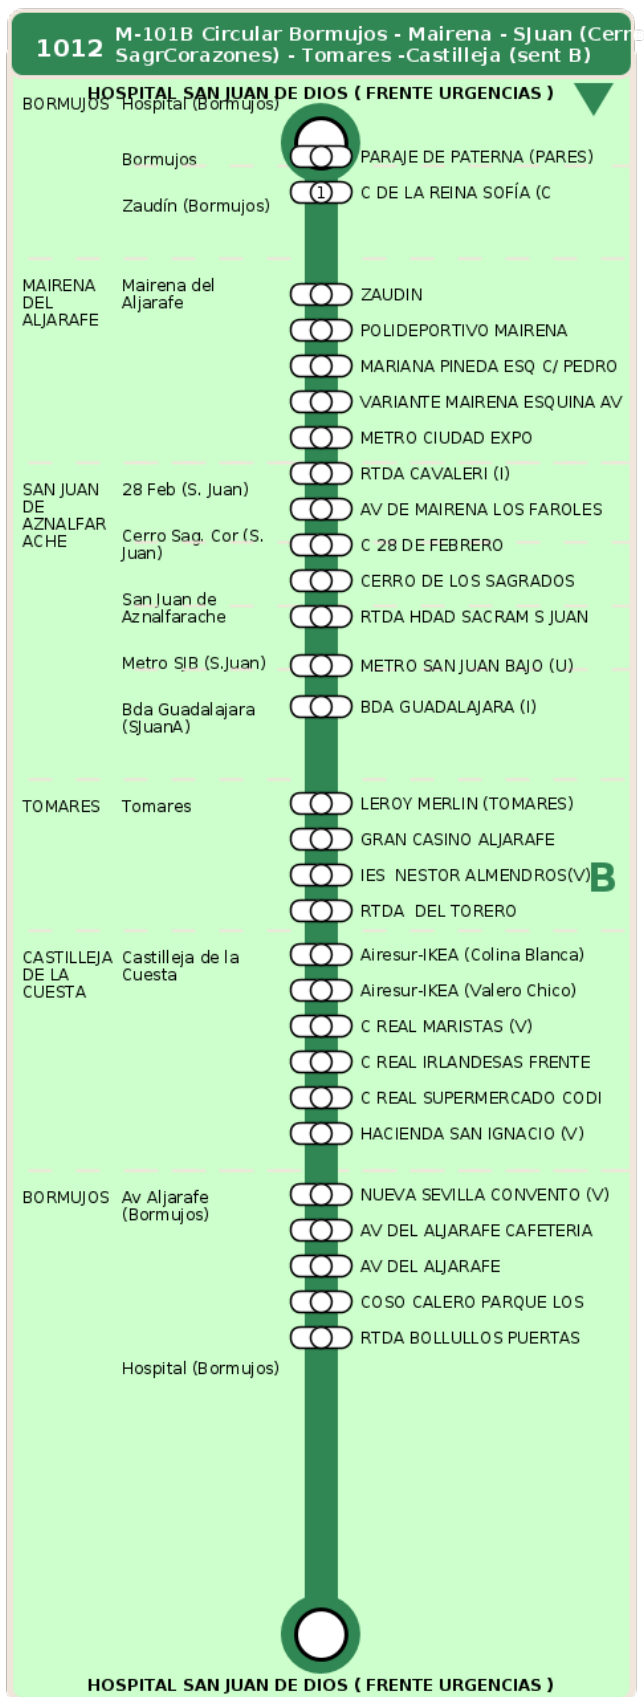 1012
M-101B Circular Bormujos - Mairena - SJuan (Cerr
SagrCorazones) - Tomares -Castilleja (sent B)
HOSPITAL SAN JUAN DE DIOS ( FRENTE URGENCIAS )
BORMUJOS Hospital (Bormujos)
Bormujos
PARAJE DE PATERNA (PARES)
1
C DE LA REINA SOFÍA (C
Zaudín (Bormujos)
MAIRENA
DEL
ALJARAFE
Mairena del
Aljarafe
ZAUDIN
POLIDEPORTIVO MAIRENA
MARIANA PINEDA ESQ C/ PEDRO
VARIANTE MAIRENA ESQUINA AV
METRO CIUDAD EXPO
RTDA CAVALERI (I)
SAN JUAN
DE
AZNALFAR
ACHE
28 Feb (S. Juan)
AV DE MAIRENA LOS FAROLES
Cerro Sag. Cor (S.
Juan)
C 28 DE FEBRERO
CERRO DE LOS SAGRADOS
San Juan de
Aznalfarache
RTDA HDAD SACRAM S JUAN
Metro SJB (S.Juan)
METRO SAN JUAN BAJO (U)
Bda Guadalajara
(SJuanA)
BDA GUADALAJARA (I)
TOMARES
Tomares
LEROY MERLIN (TOMARES)
GRAN CASINO ALJARAFE
IES  NESTOR ALMENDROS(V)
B
RTDA  DEL TORERO
CASTILLEJA
DE LA
CUESTA
Castilleja de la
Cuesta
Airesur-IKEA (Colina Blanca)
Airesur-IKEA (Valero Chico)
C REAL MARISTAS (V)
C REAL IRLANDESAS FRENTE
C REAL SUPERMERCADO CODI
HACIENDA SAN IGNACIO (V)
BORMUJOS
Av Aljarafe
(Bormujos)
NUEVA SEVILLA CONVENTO (V)
AV DEL ALJARAFE CAFETERIA
AV DEL ALJARAFE
COSO CALERO PARQUE LOS
RTDA BOLLULLOS PUERTAS
Hospital (Bormujos)
HOSPITAL SAN JUAN DE DIOS ( FRENTE URGENCIAS )